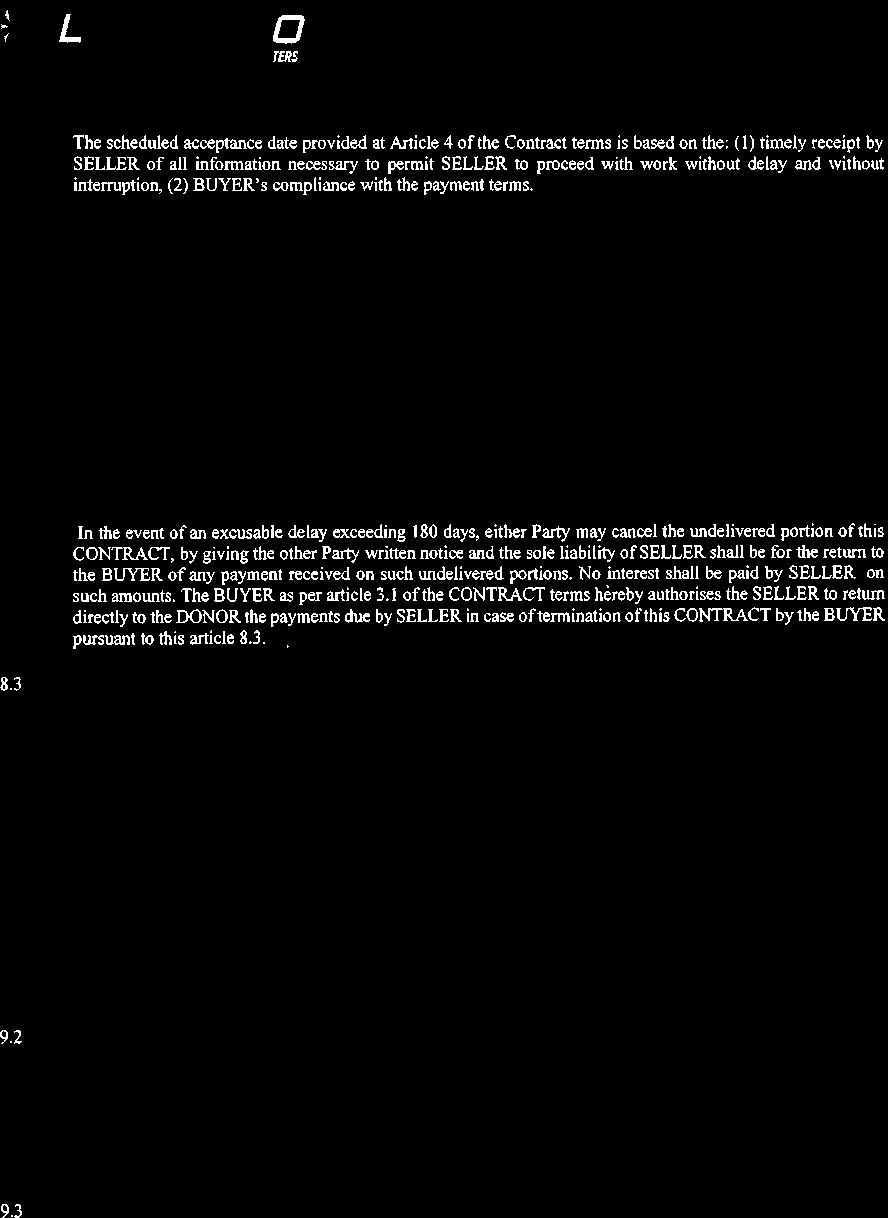 L O
TERS
The scheduled acceptance date provided at Article 4 of the Contract terms is based on the: (1) timely receipt by
SELLER of all information necessary to permit SELLER to proceed with work without delay and without
interruption, (2) BUYER's compliance with the payment terms.
In the event of an excusable delay exceeding 180 days, either Party may cancel the undelivered portion of this
CONTRACT, by giving the other Party written notice and the sole liability of SELLER shall be for the return to
the BUYER of any payment received on such undelivered portions. No interest shall be paid by SELLER on
such amounts. The BUYER as per article 3.1 of the CONTRACT terms hereby authorises the SELLER to return
directly to the DONOR the payments due by SELLER in case of termination of this CONTRACT by the BUYER
pursuant to this article 8.3.
8.3
9.2
9.3